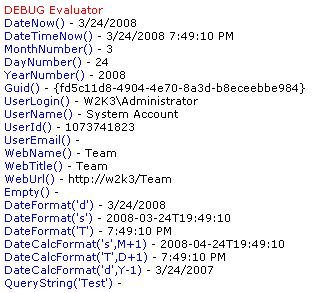 DEBUG Evaluator
DateNow() - 3/24/2008
DateTimeNow() - 3/24/2008 7:49:10 PM
MonthNumber() - 3
DayNumber() - 24
YearNumber() - 2008
Guid() - {fd5c11d8-4904-4e70-8a3d-b8eceebbe984}
UserLogin() - W2K3\Administrator
UserName() - System Account
UserId() - 1073741823
UserEmail() -
WebName() - Team
WebTitle() - Team
WebUrl() - http://w2k3/Team
Empty() -
DateFormat('d') - 3/24/2008
DateFormat('s') - 2008-03-24T19:49:10
DateFormat('T') - 7:49:10 PM
DateCalcFormat('s',M+1) - 2008-04-24T19:49:10
DateCalcFormat('T',D+1) - 7:49:10 PM
DateCalcFormat('d',Y-1) - 3/24/2007
QueryString('Test') -